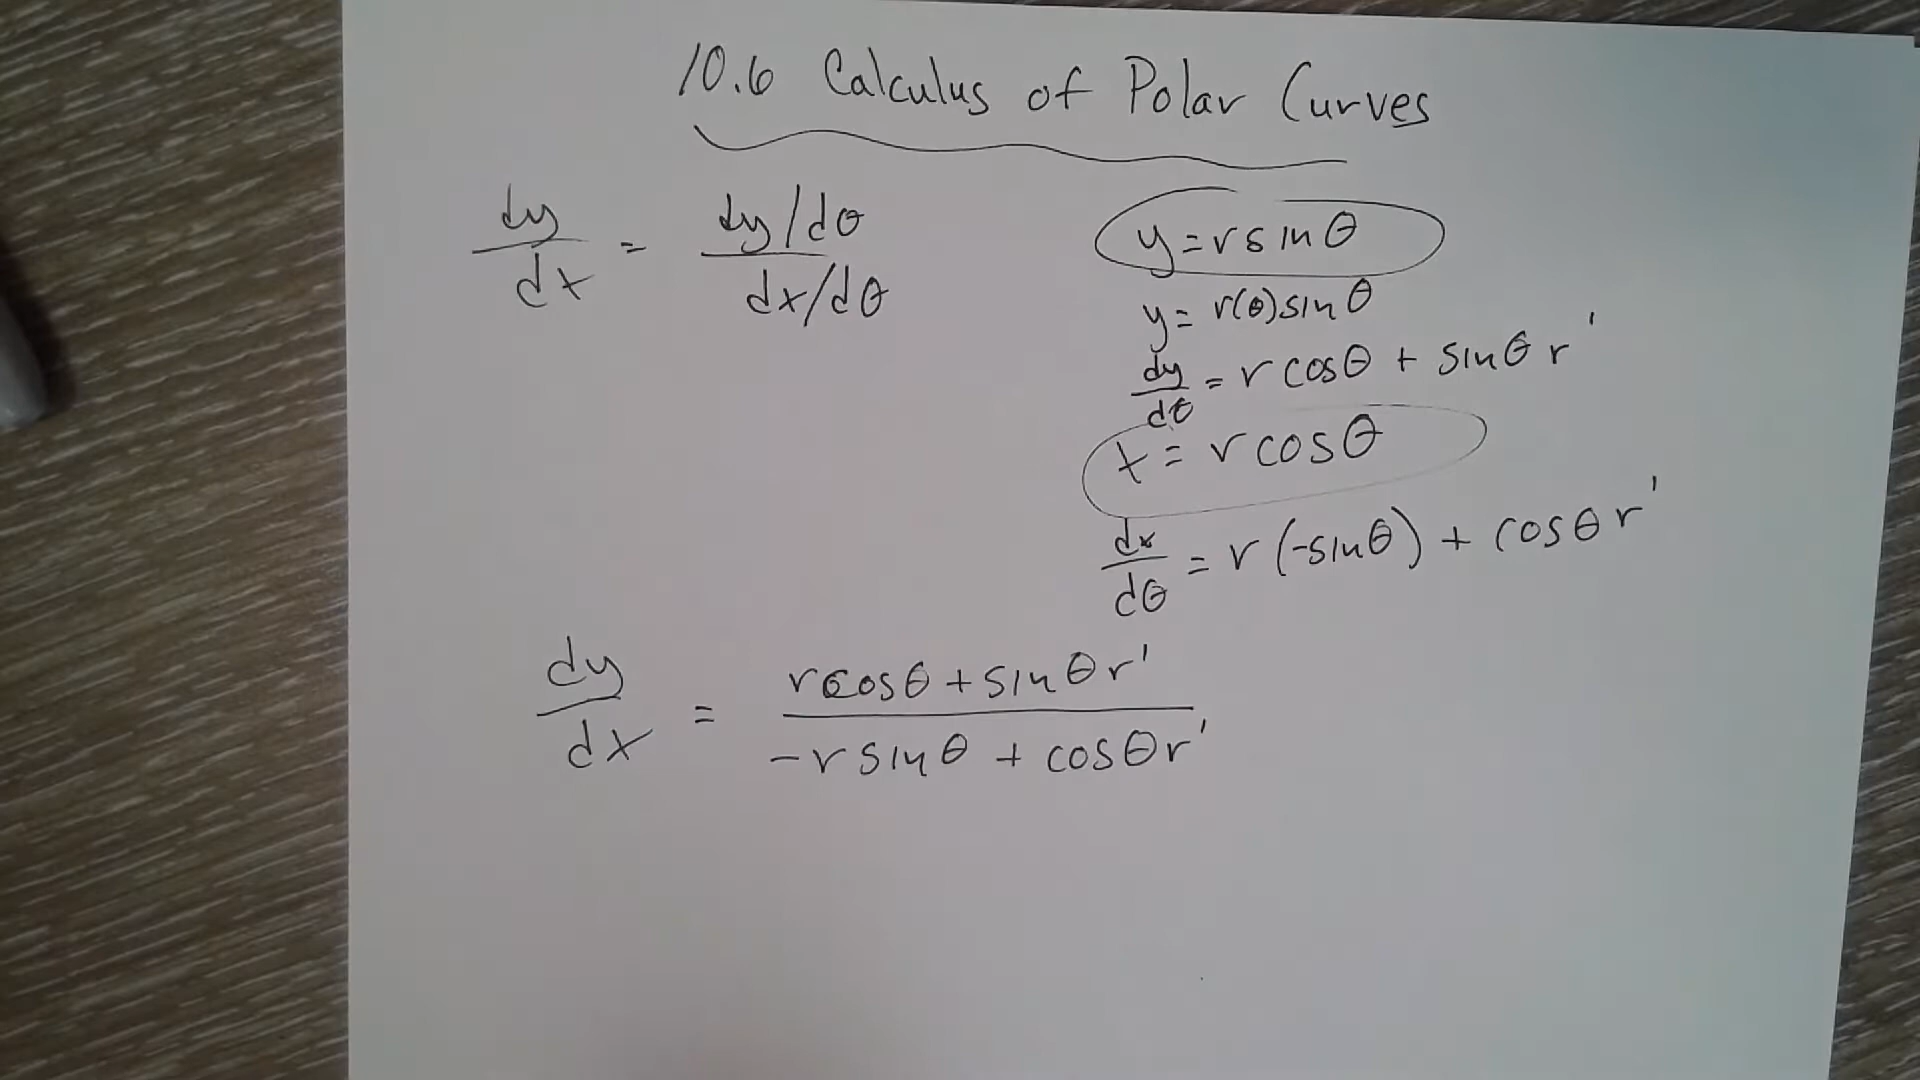 10.6 Calculus of Polar Curves
dy/dx = (dy/dθ)/(dx/dθ)
y = r sin θ
y = r(θ) sin θ
dy/dθ = r cos θ + sin θ r'
x = r cos θ
dx/dθ = r (-sin θ) + cos θ r'
dy/dx = (r cos θ + sin θ r')/(-r sin θ + cos θ r')